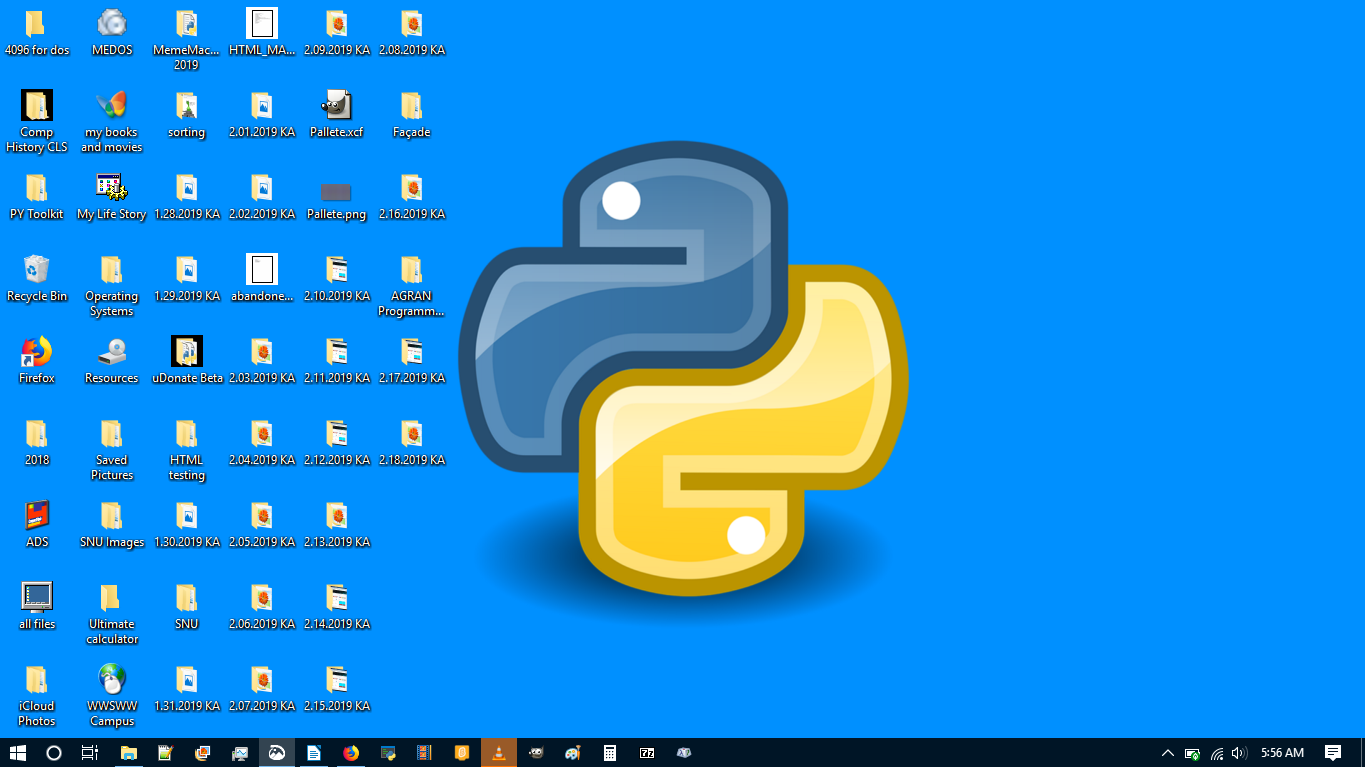 4096 for dos
MEDOS
MemeMac...
2019
HTML_MA...
2.09.2019 KA
2.08.2019 KA
Comp
History CLS
my books
and movies
sorting
2.01.2019 KA
Pallete.xcf
Façade
PY Toolkit
My Life Story
1.28.2019 KA
2.02.2019 KA
Pallete.png
2.16.2019 KA
Recycle Bin
Operating
Systems
1.29.2019 KA
abandone...
2.10.2019 KA
AGRAN
Programm...
Firefox
Resources
uDonate Beta
2.03.2019 KA
2.11.2019 KA
2.17.2019 KA
2018
Saved
Pictures
HTML
testing
2.04.2019 KA
2.12.2019 KA
2.18.2019 KA
ADS
SNU Images
1.30.2019 KA
2.05.2019 KA
2.13.2019 KA
all files
Ultimate
calculator
SNU
2.06.2019 KA
2.14.2019 KA
iCloud
Photos
WWSWW
Campus
1.31.2019 KA
2.07.2019 KA
2.15.2019 KA
7z
5:56 AM